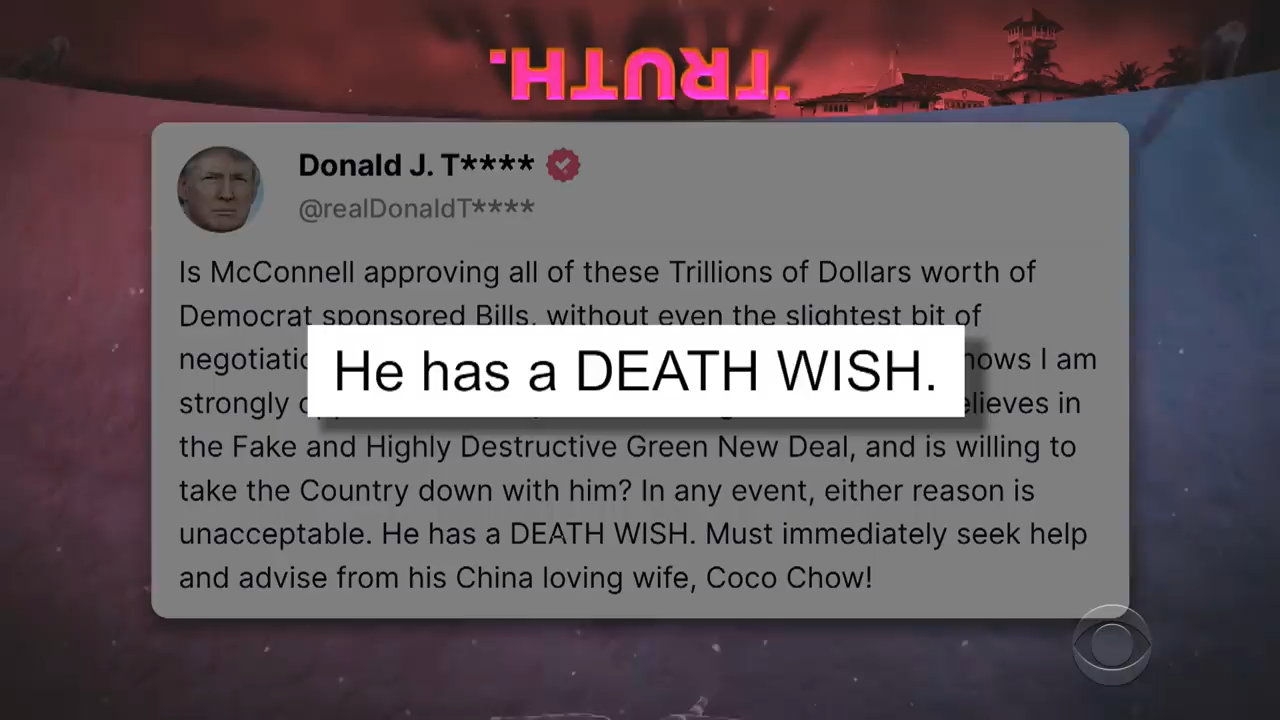 TRUTH.
Donald J. T****
@realDonaldT****
Is McConnell approving all of these Trillions of Dollars worth of
Democrat sponsored Bills, without even the slightest bit of
He has a DEATH WISH.
I am
strongly
in
the Fake and Highly Destructive Green New Deal, and is willing to
take the Country down with him? In any event, either reason is
unacceptable. He has a DEATH WISH. Must immediately seek help
and advise from his China loving wife, Coco Chow!